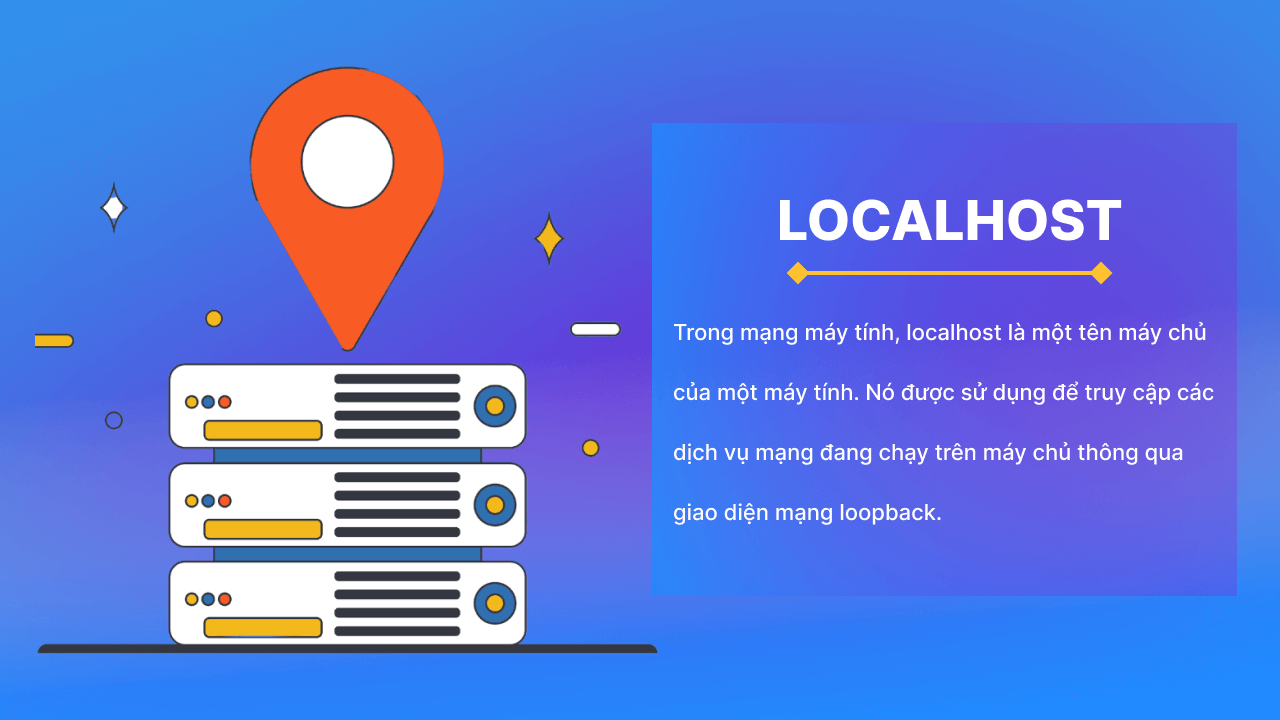 LOCALHOST
Trong mạng máy tính, localhost là một tên máy chủ
của một máy tính. Nó được sử dụng để truy cập các
dịch vụ mạng đang chạy trên máy chủ thông qua
giao diện mạng loopback.